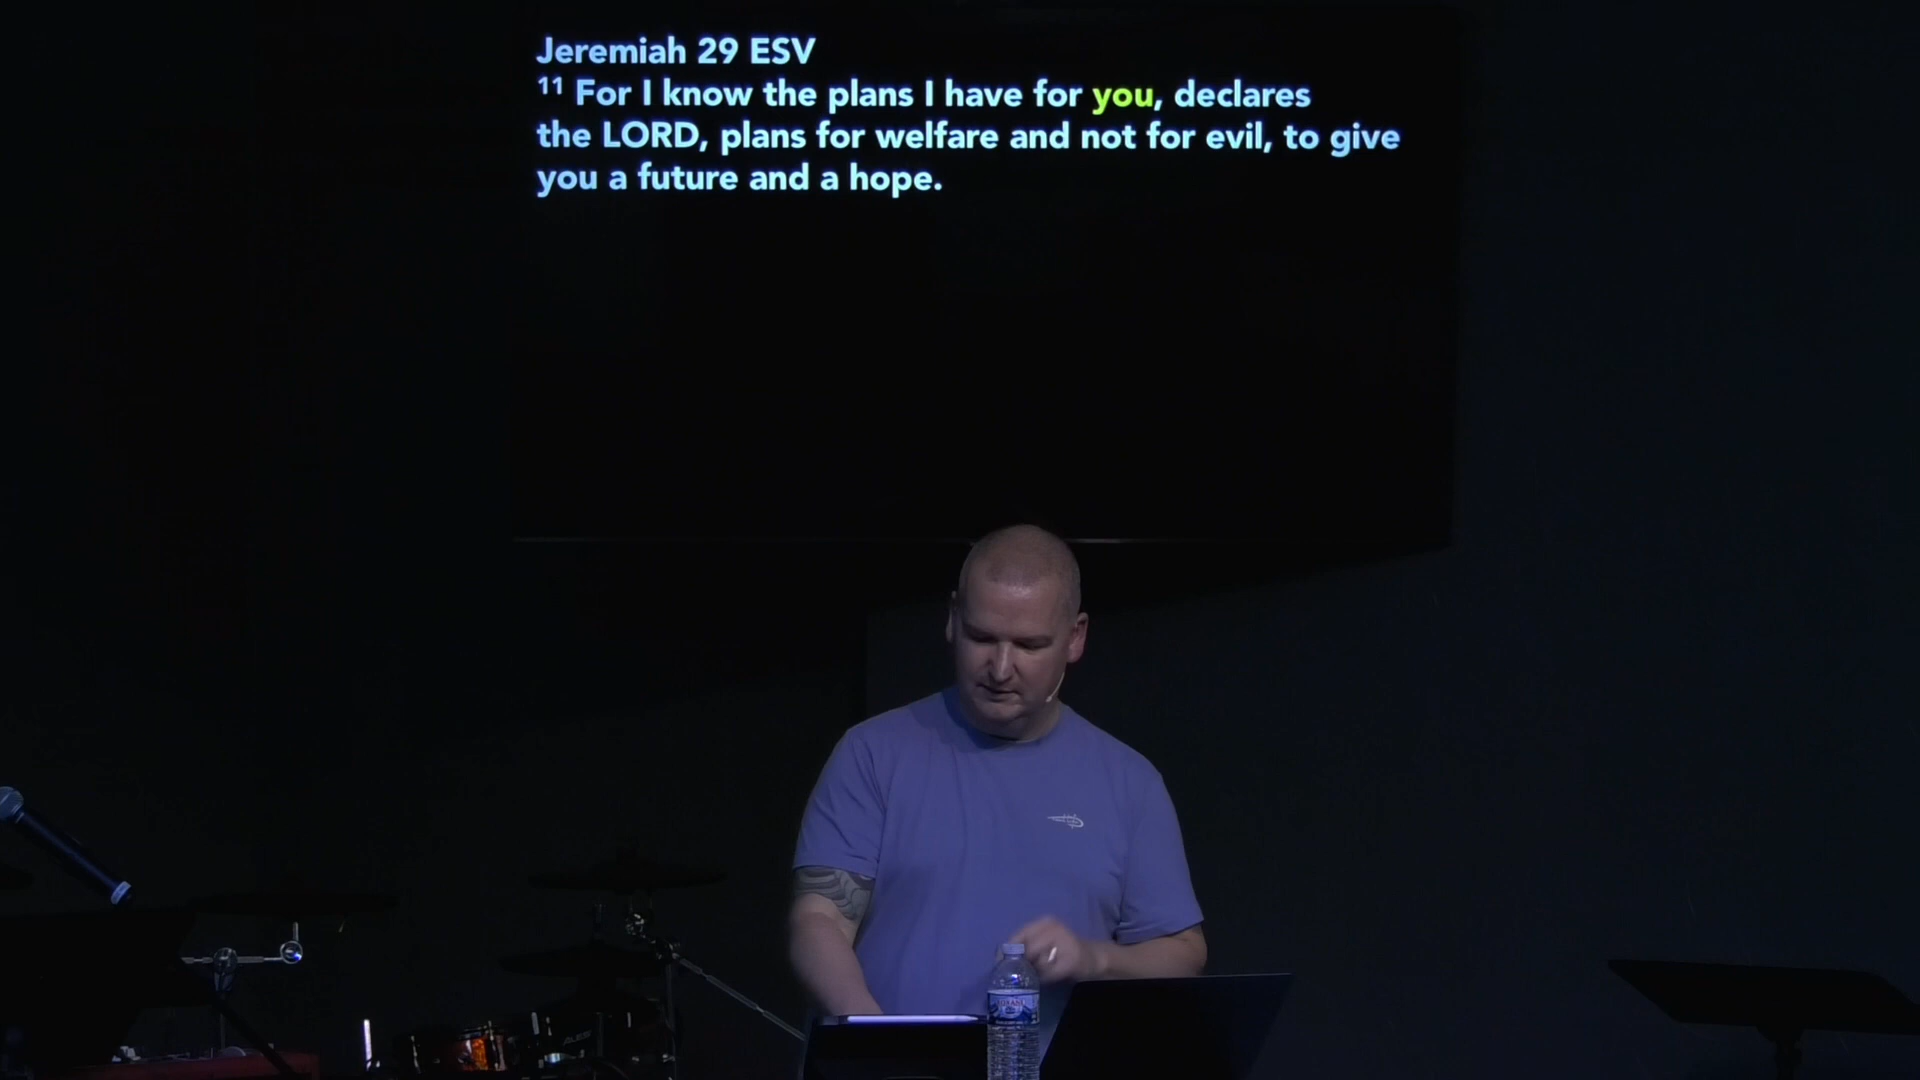 Jeremiah 29 ESV
11 For I know the plans I have for you, declares
the LORD, plans for welfare and not for evil, to give
you a future and a hope.